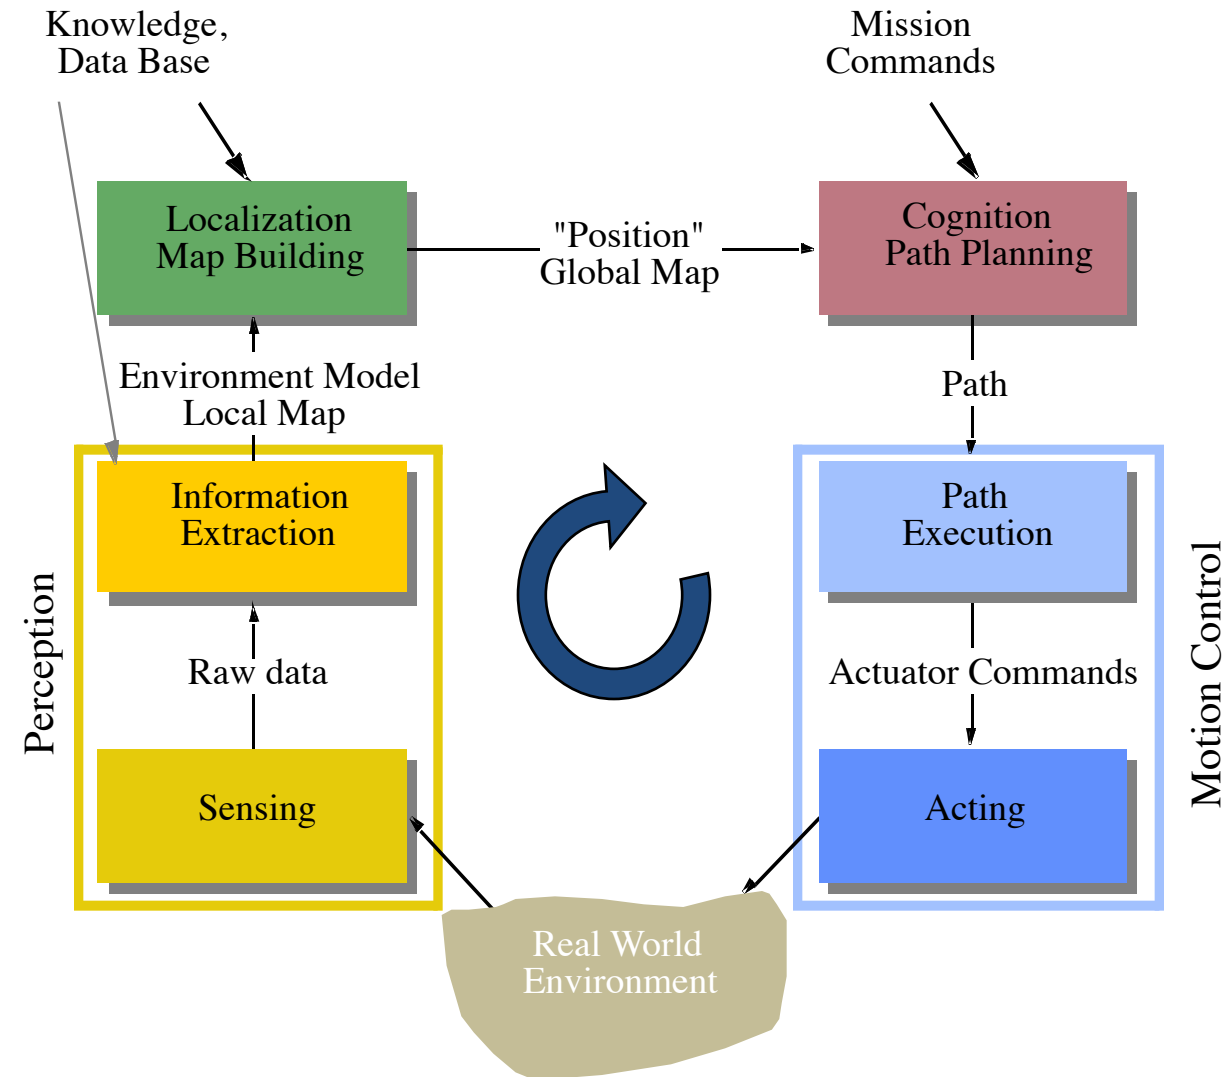 Knowledge,
Data Base
Mission
Commands
Localization
Map Building
"Position"
Global Map
Cognition
Path Planning
Environment Model
Local Map
Path
Information
Extraction
Path
Execution
Perception
Motion Control
Raw data
Actuator Commands
Sensing
Acting
Real World
Environment